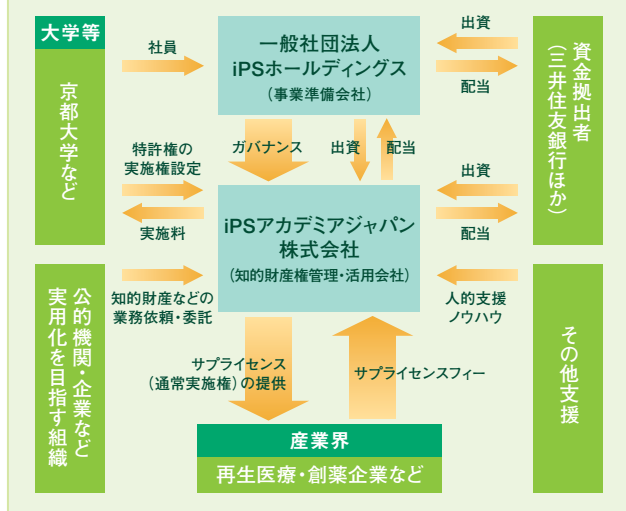 大学等
京都大学など
社員
一般社団法人
iPSホールディングス
（事業準備会社）
出資
配当
資金拠出者
（三井住友銀行ほか）
ガバナンス
出資
配当
特許権の
実施権設定
実施料
iPSアカデミアジャパン
株式会社
（知的財産権管理・活用会社）
出資
配当
公的機関・企業など
実用化を目指す組織
知的財産などの
業務依頼・委託
人的支援
ノウハウ
その他支援
サブライセンス
（通常実施権）の提供
サブライセンスフィー
産業界
再生医療・創薬企業など